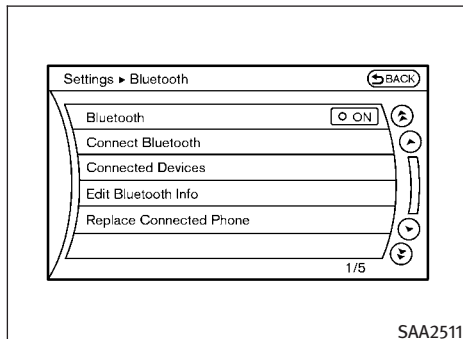 Settings ▸ Bluetooth BACK
Bluetooth ON
Connect Bluetooth
Connected Devices
Edit Bluetooth Info
Replace Connected Phone
1/5
SAA2511